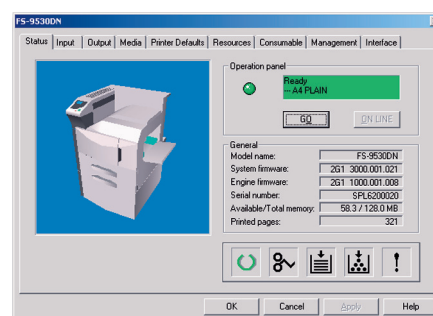 FS-9530DN
Status Input Output Media Printer Defaults Resources Consumable Management Interface
Operation panel
Ready
-- A4 PLAIN
GO ON LINE
General
Model name: FS-9530DN
System firmware: 2G1 3000.001.021
Engine firmware: 2G1 1000.001.008
Serial number: SPL6200020
Available/Total memory: 58.3 / 128.0 MB
Printed pages: 321
OK Cancel Apply Help